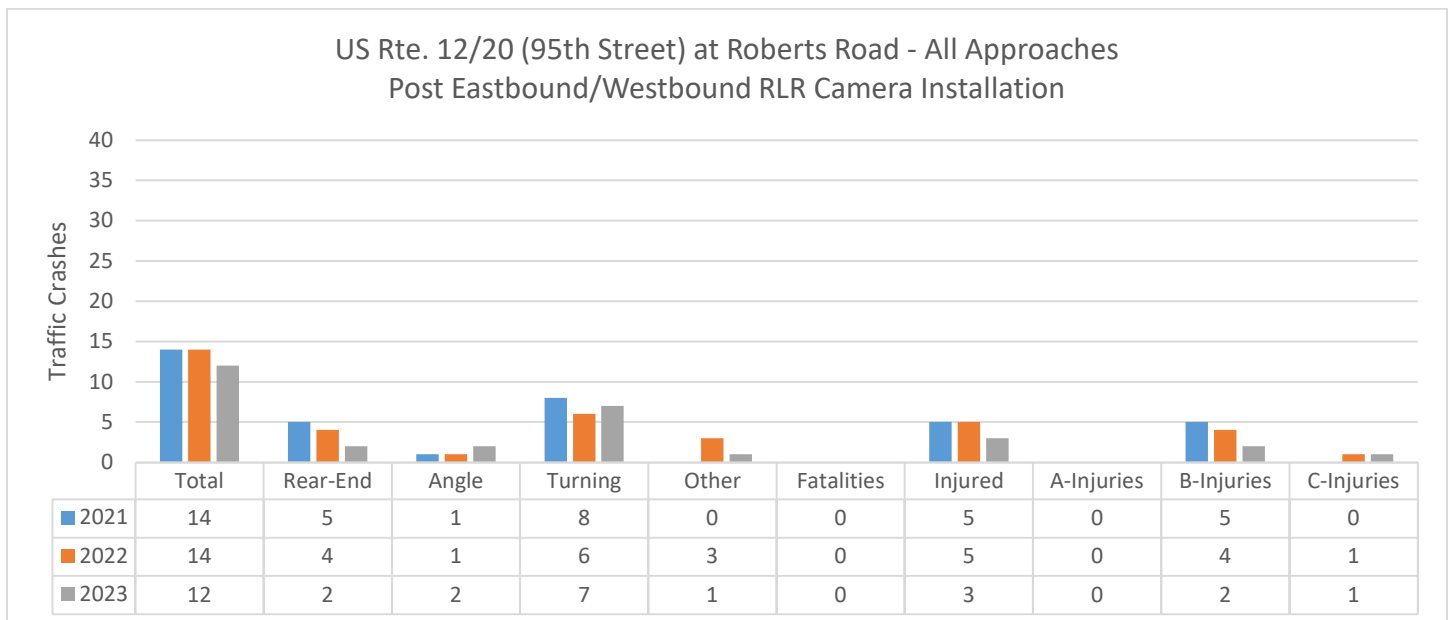 US Rte. 12/20 (95th Street) at Roberts Road - All Approaches
Post Eastbound/Westbound RLR Camera Installation
40
35
30
25
20
15
10
5
0
Traffic Crashes
Total Rear-End Angle Turning Other Fatalities Injured A-Injuries B-Injuries C-Injuries
2021 14 5 1 8 0 0 5 0 5 0
2022 14 4 1 6 3 0 5 0 4 1
2023 12 2 2 7 1 0 3 0 2 1